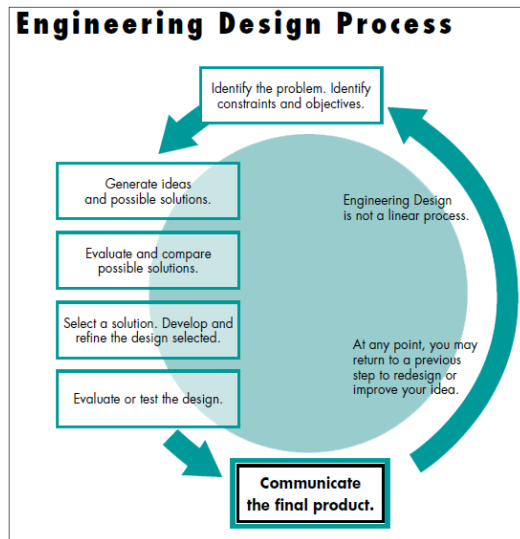 Engineering Design Process
Identify the problem. Identify
constraints and objectives.
Generate ideas
and possible solutions.
Evaluate and compare
possible solutions.
Select a solution. Develop and
refine the design selected.
Evaluate or test the design.
Communicate
the final product.
Engineering Design
is not a linear process.
At any point, you may
return to a previous
step to redesign or
improve your idea.